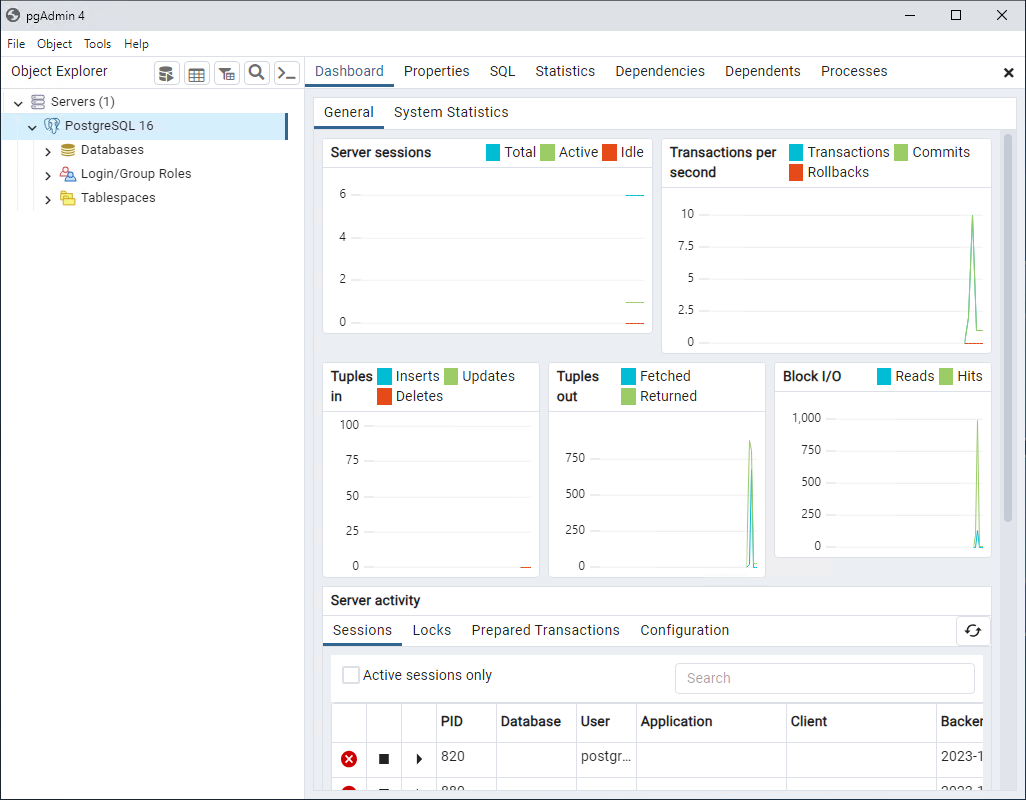 pgAdmin 4
File Object Tools Help
Object Explorer
Dashboard Properties SQL Statistics Dependencies Dependents Processes
Servers (1)
PostgreSQL 16
Databases
Login/Group Roles
Tablespaces
General System Statistics
Server sessions Total Active Idle
6
4
2
0
Transactions per second Transactions Commits Rollbacks
10
7.5
5
2.5
0
Tuples in Inserts Updates Deletes
100
75
50
25
0
Tuples out Fetched Returned
750
500
250
0
Block I/O Reads Hits
1,000
750
500
250
0
Server activity
Sessions Locks Prepared Transactions Configuration
Active sessions only Search
PID Database User Application Client Backer
820 postgr... 2023-1